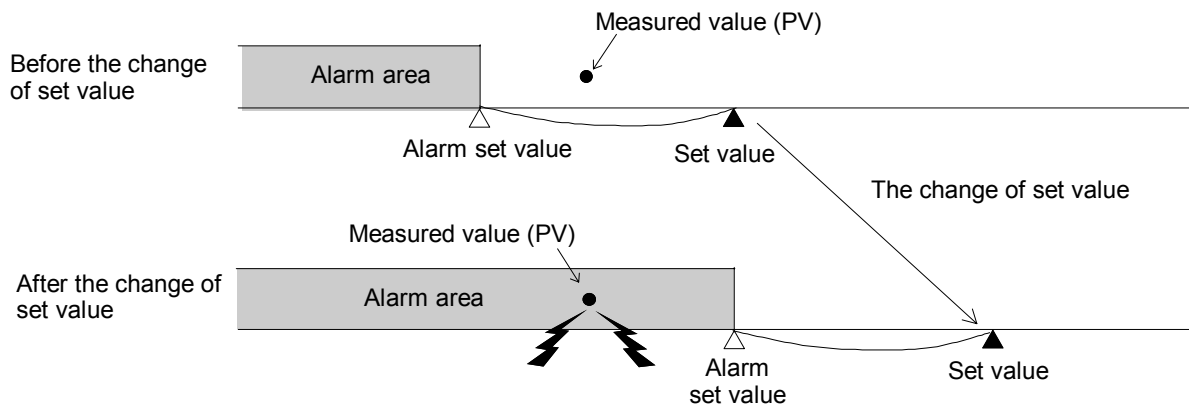 Measured value (PV)
Before the change
of set value
Alarm area
Alarm set value
Set value
The change of set value
Measured value (PV)
After the change of
set value
Alarm area
Alarm
set value
Set value